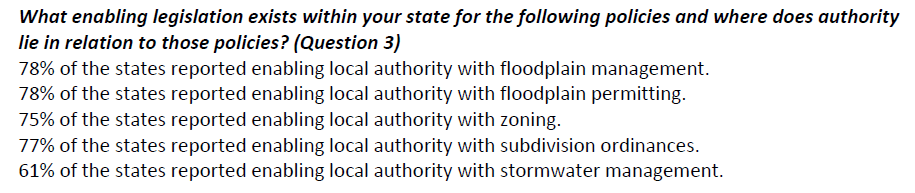 What enabling legislation exists within your state for the following policies and where does authority
lie in relation to those policies? (Question 3)
78% of the states reported enabling local authority with floodplain management.
78% of the states reported enabling local authority with floodplain permitting.
75% of the states reported enabling local authority with zoning.
77% of the states reported enabling local authority with subdivision ordinances.
61% of the states reported enabling local authority with stormwater management.